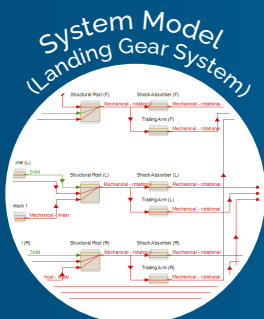 System Model
(Landing Gear System)
Structural Post (F)
Shock Absorber (F)
Mechanical - rotational
Mechanical - rotational
Trailing Arm (F)
Mechanical - rotational
Solid
Structural Post (L)
Shock Absorber (L)
Mechanical - rotational
Mechanical - rotational
Trailing Arm (L)
Mechanical - rotational
Mechanical - linear
Structural Post (R)
Shock Absorber (R)
Solid
Mechanical - rotational
Mechanical - rotational
Trailing Arm (R)
Mechanical - rotational